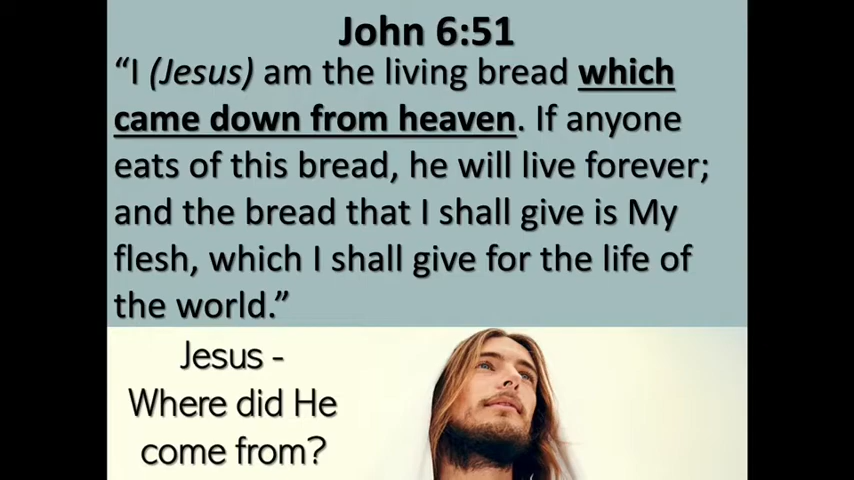 John 6:51
“I (Jesus) am the living bread which
came down from heaven. If anyone
eats of this bread, he will live forever;
and the bread that I shall give is My
flesh, which I shall give for the life of
the world.”
Jesus -
Where did He
come from?